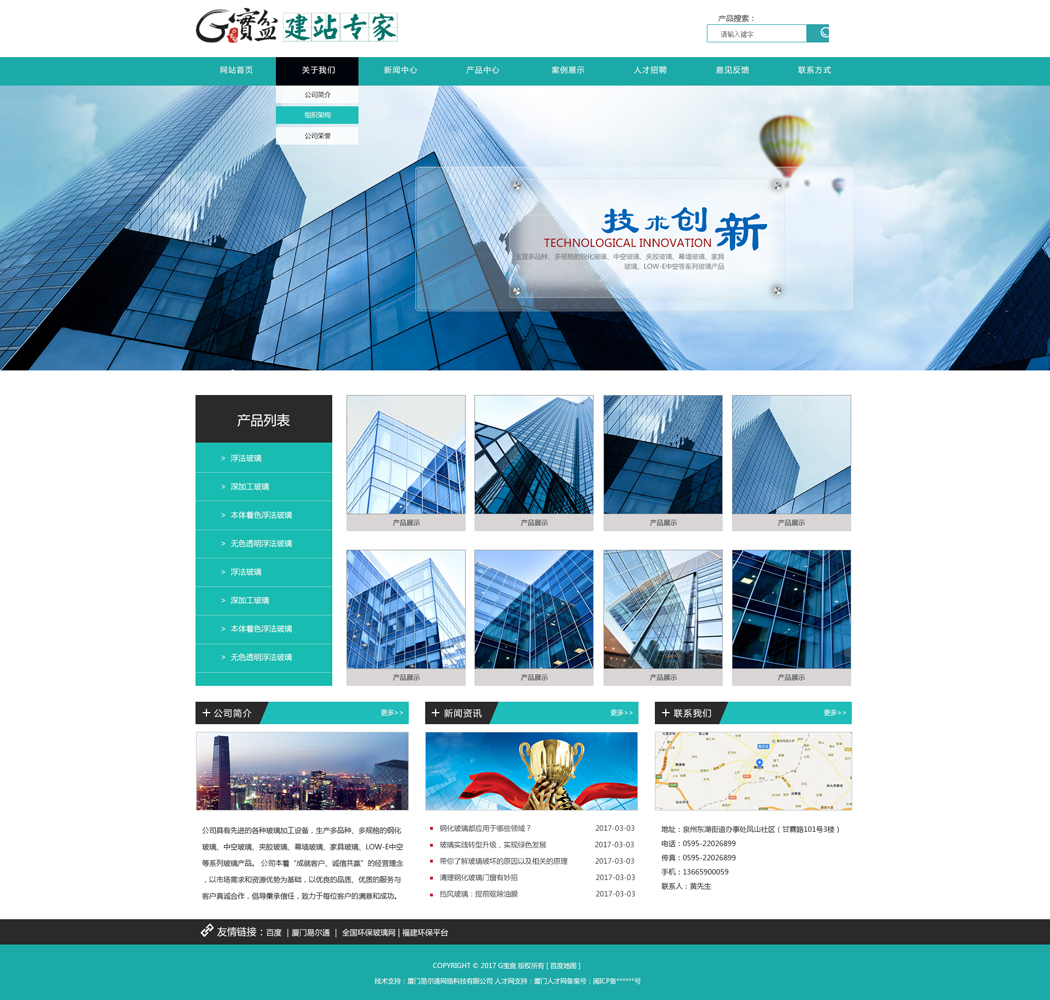 G寳盆 建站专家
产品搜索：
请输入建字
网站首页 关于我们 新闻中心 产品中心 案例展示 人才招聘 意见反馈 联系方式
公司简介
组织架构
公司荣誉
技术创新
TECHNOLOGICAL INNOVATION
主营多品种、多规格的钢化玻璃、中空玻璃、夹胶玻璃、幕墙玻璃、家具
玻璃、LOW-E中空等系列玻璃产品
产品列表
> 浮法玻璃
> 深加工玻璃
> 本体着色浮法玻璃
> 无色透明浮法玻璃
> 浮法玻璃
> 深加工玻璃
> 本体着色浮法玻璃
> 无色透明浮法玻璃
产品展示 产品展示 产品展示 产品展示
产品展示 产品展示 产品展示 产品展示
+ 公司简介 更多>>
公司具有先进的各种玻璃加工设备，生产多品种、多规格的钢化
玻璃、中空玻璃、夹胶玻璃、幕墙玻璃、家具玻璃、LOW-E中空
等系列玻璃产品。 公司本着“成就客户、诚信共赢”的经营理念
，以市场需求和资源优势为基础，以优良的品质、优质的服务与
客户真诚合作，倡导秉承信任，致力于每位客户的满意和成功。
+ 新闻资讯 更多>>
钢化玻璃都应用于哪些领域？ 2017-03-03
玻璃实践转型升级，实现绿色发展 2017-03-03
带你了解玻璃破坏的原因以及相关的原理 2017-03-03
清理钢化玻璃门窗有妙招 2017-03-03
挡风玻璃：提前驱除油膜 2017-03-03
+ 联系我们 更多>>
地址：泉州东湖街道办事处凤山社区（甘霖路101号3楼）
电话：0595-22026899
传真：0595-22026899
手机：13665900059
联系人：黄先生
友情链接：百度 | 厦门易尔通 | 全国环保玻璃网 | 福建环保平台
COPYRIGHT © 2017 G宝盘 版权所有 [ 百度地图 ]
技术支持：厦门易尔通网络科技有限公司 人才网支持：厦门人才网备案号：闽ICP备******号